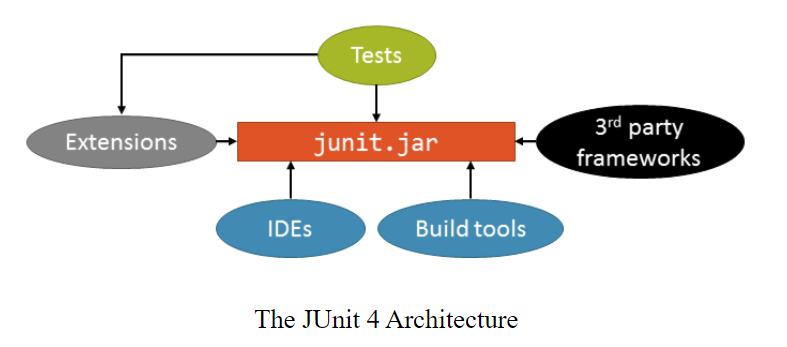 Tests
Extensions
junit.jar
3rd party
frameworks
IDEs
Build tools
The JUnit 4 Architecture